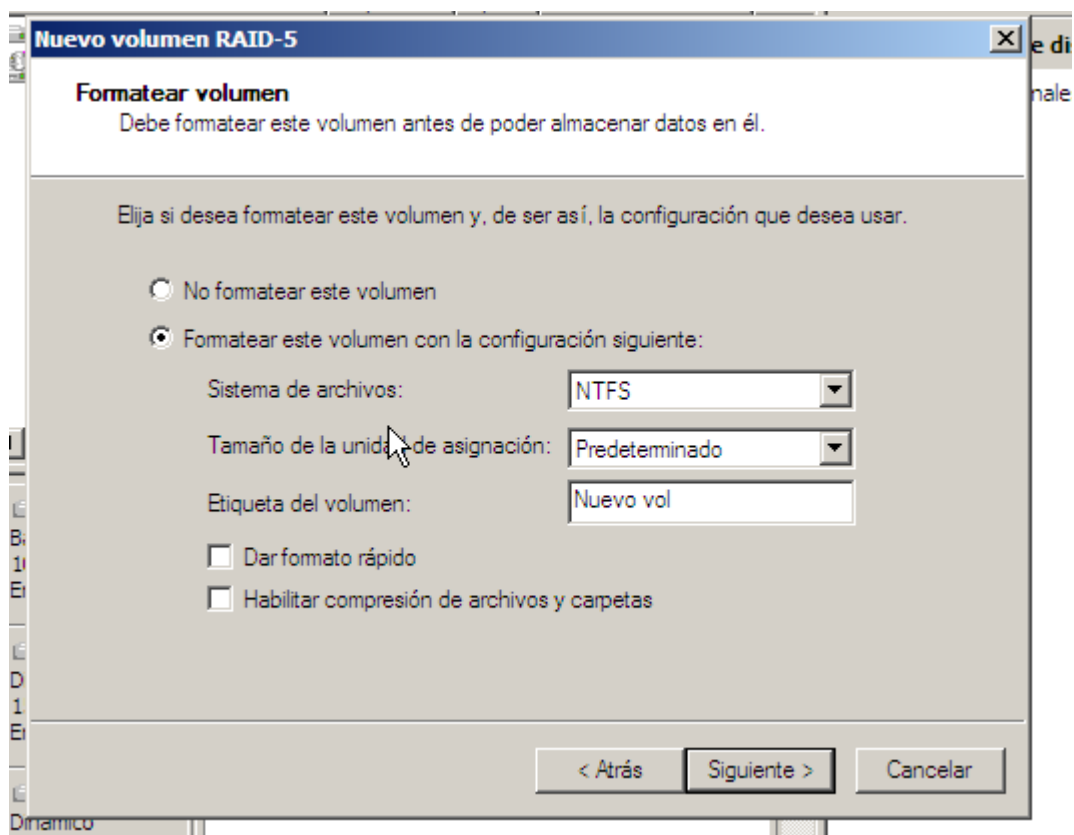 Nuevo volumen RAID-5
e di
Formatear volumen
nale
Debe formatear este volumen antes de poder almacenar datos en él.
Elija si desea formatear este volumen y, de ser así, la configuración que desea usar.
No formatear este volumen
Formatear este volumen con la configuración siguiente:
Sistema de archivos: NTFS
Tamaño de la unidad de asignación: Predeterminado
Etiqueta del volumen: Nuevo vol
Dar formato rápido
Habilitar compresión de archivos y carpetas
< Atrás Siguiente > Cancelar
Dinámico